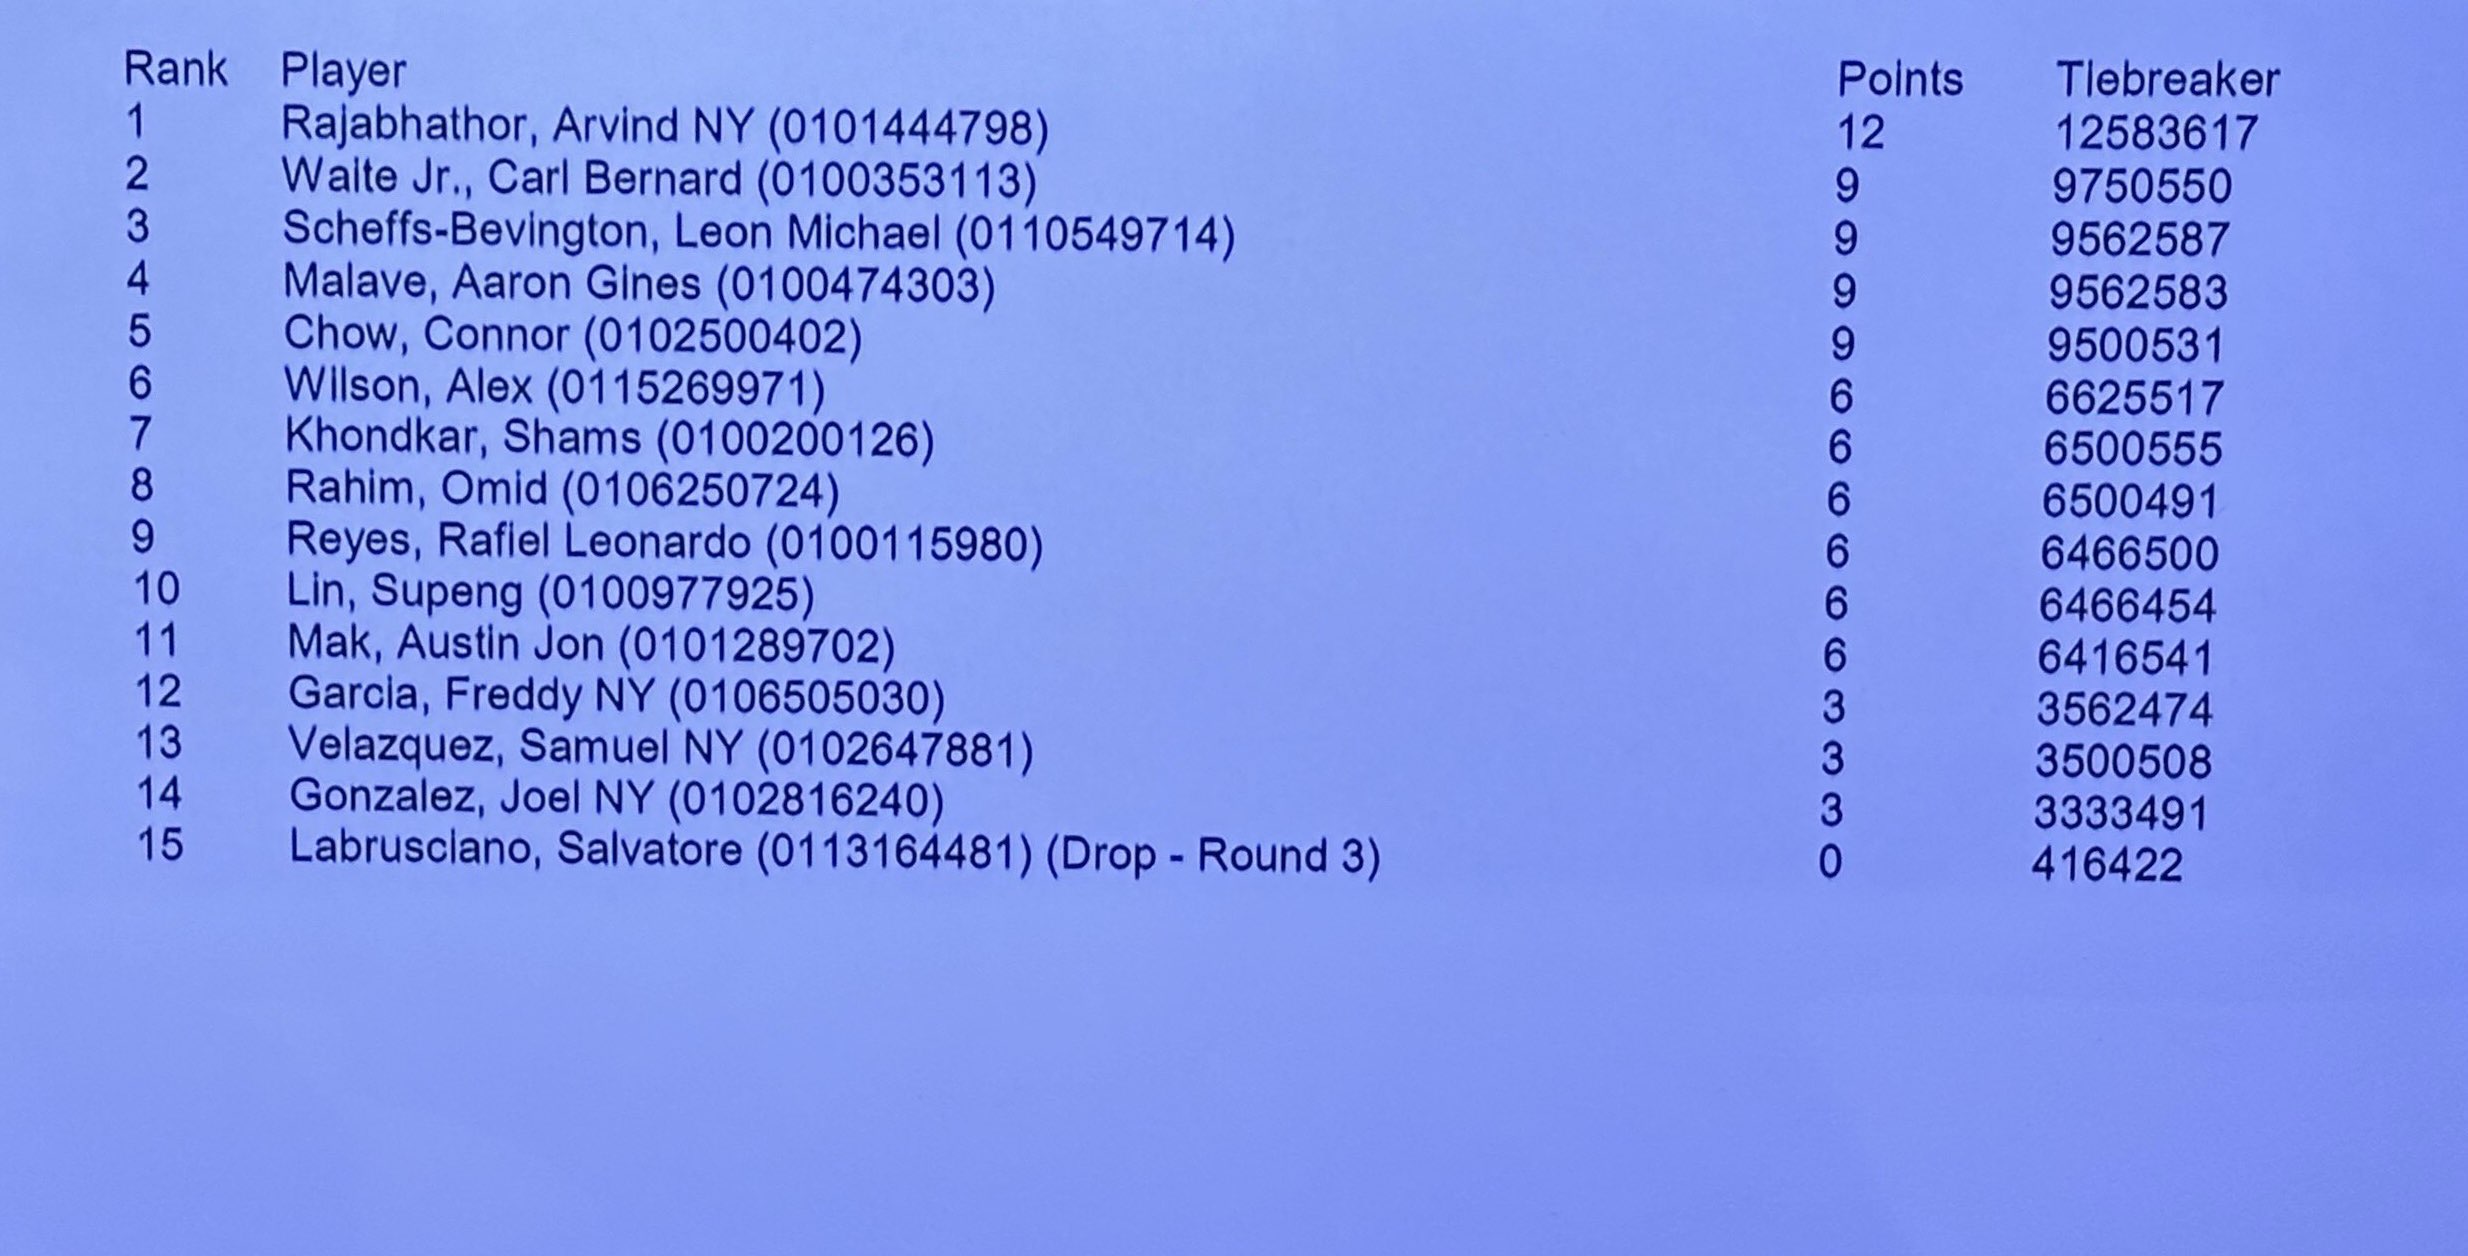 Rank Player Points Tiebreaker
1 Rajabhathor, Arvind NY (0101444798) 12 12583617
2 Waite Jr., Carl Bernard (0100353113) 9 9750550
3 Scheffs-Bevington, Leon Michael (0110549714) 9 9562587
4 Malave, Aaron Gines (0100474303) 9 9562583
5 Chow, Connor (0102500402) 9 9500531
6 Wilson, Alex (0115269971) 6 6625517
7 Khondkar, Shams (0100200126) 6 6500555
8 Rahim, Omid (0106250724) 6 6500491
9 Reyes, Rafiel Leonardo (0100115980) 6 6466500
10 Lin, Supeng (0100977925) 6 6466454
11 Mak, Austin Jon (0101289702) 6 6416541
12 Garcia, Freddy NY (0106505030) 3 3562474
13 Velazquez, Samuel NY (0102647881) 3 3500508
14 Gonzalez, Joel NY (0102816240) 3 3333491
15 Labrusciano, Salvatore (0113164481) (Drop - Round 3) 0 416422